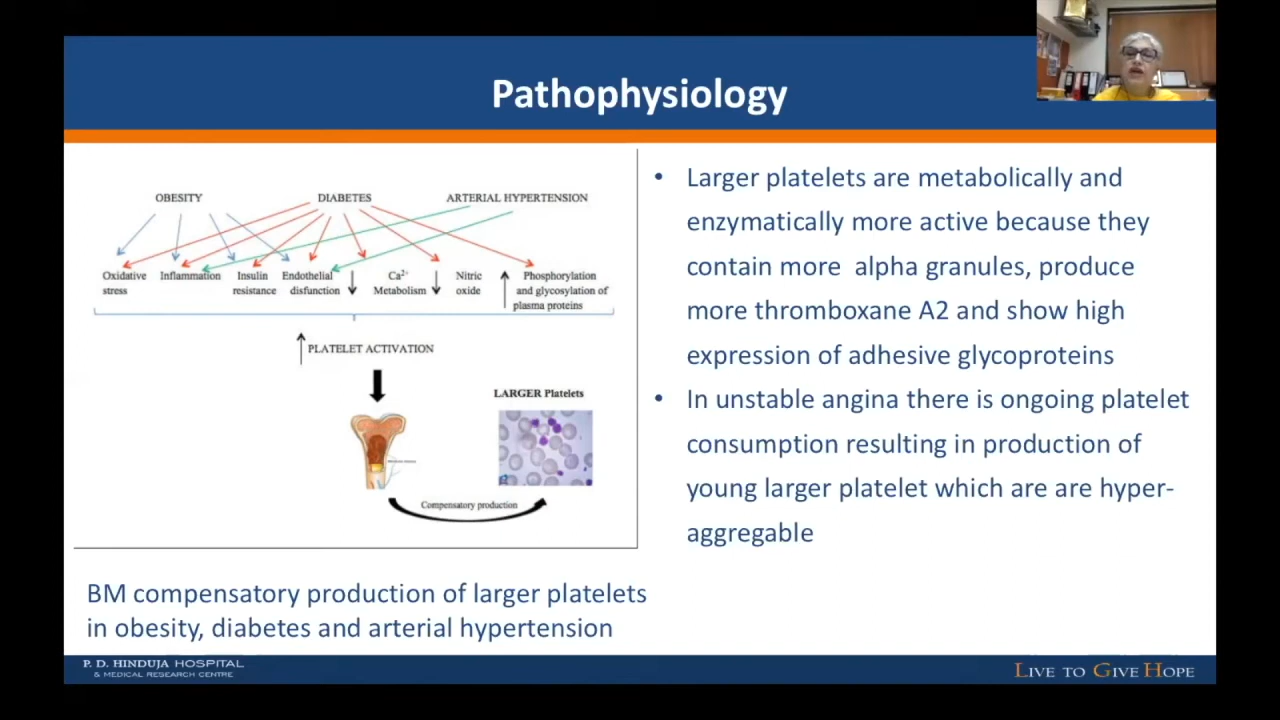 Pathophysiology
OBESITY
DIABETES
ARTERIAL HYPERTENSION
Oxidative
stress
Inflammation
Insulin
resistance
Endothelial
disfunction
Ca2+
Metabolism
Nitric
oxide
Phosphorylation
and glycosylation of
plasma proteins
PLATELET ACTIVATION
LARGER Platelets
Compensatory production
BM compensatory production of larger platelets
in obesity, diabetes and arterial hypertension
• Larger platelets are metabolically and
enzymatically more active because they
contain more alpha granules, produce
more thromboxane A2 and show high
expression of adhesive glycoproteins
• In unstable angina there is ongoing platelet
consumption resulting in production of
young larger platelet which are are hyper-
aggregable
P. D. HINDUJA HOSPITAL
& MEDICAL RESEARCH CENTRE
LIVE TO GIVE HOPE